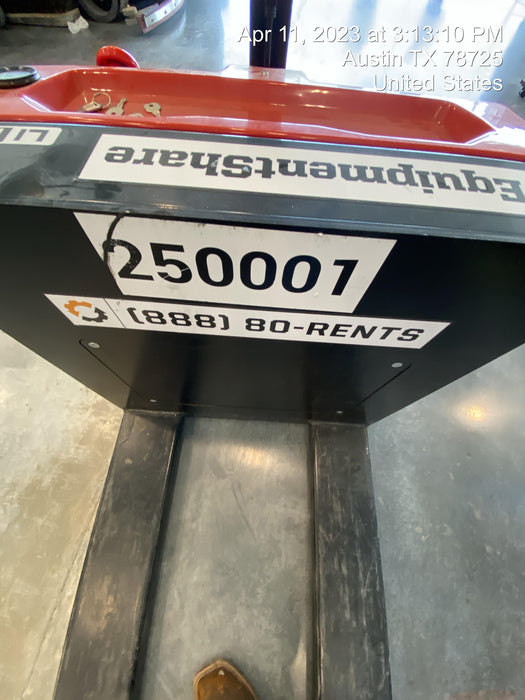 Apr 11, 2023 at 3:13:10 PM
Austin TX 78725
United States
EquipmentShare
250001
(888) 80-RENTS